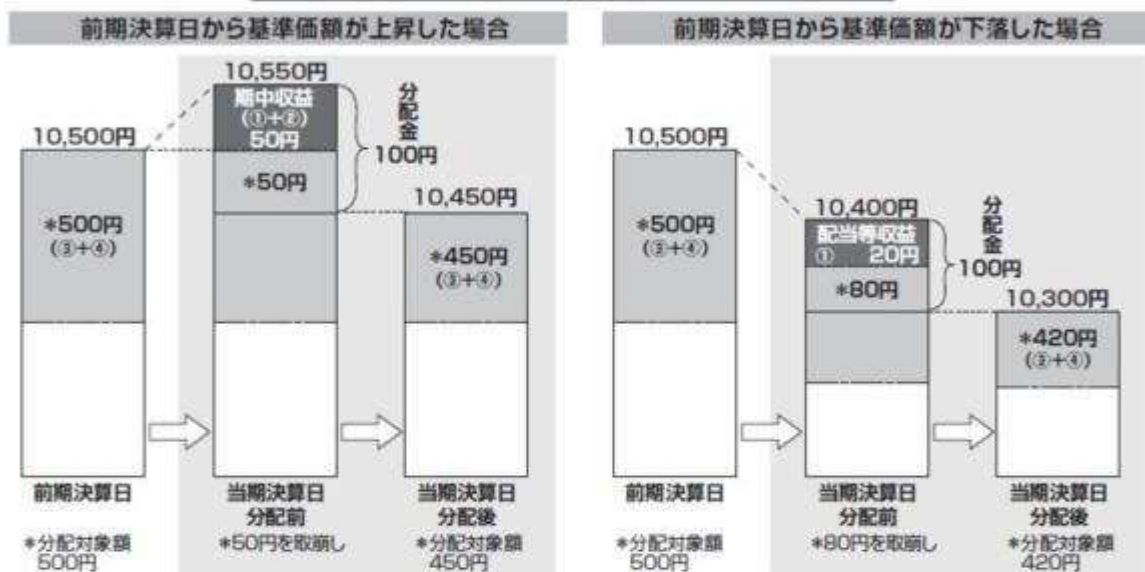 前期決算日から基準価額が上昇した場合
10,500円
*500円
(③+④)
前期決算日
*分配対象額
500円
10,550円
期中収益
(①+②)
50円
*50円
分配金
100円
当期決算日
分配前
*50円を取崩し
10,450円
*450円
(③+④)
当期決算日
分配後
*分配対象額
450円
前期決算日から基準価額が下落した場合
10,500円
*500円
(③+④)
前期決算日
*分配対象額
500円
10,400円
配当等収益
① 20円
*80円
分配金
100円
当期決算日
分配前
*80円を取崩し
10,300円
*420円
(③+④)
当期決算日
分配後
*分配対象額
420円